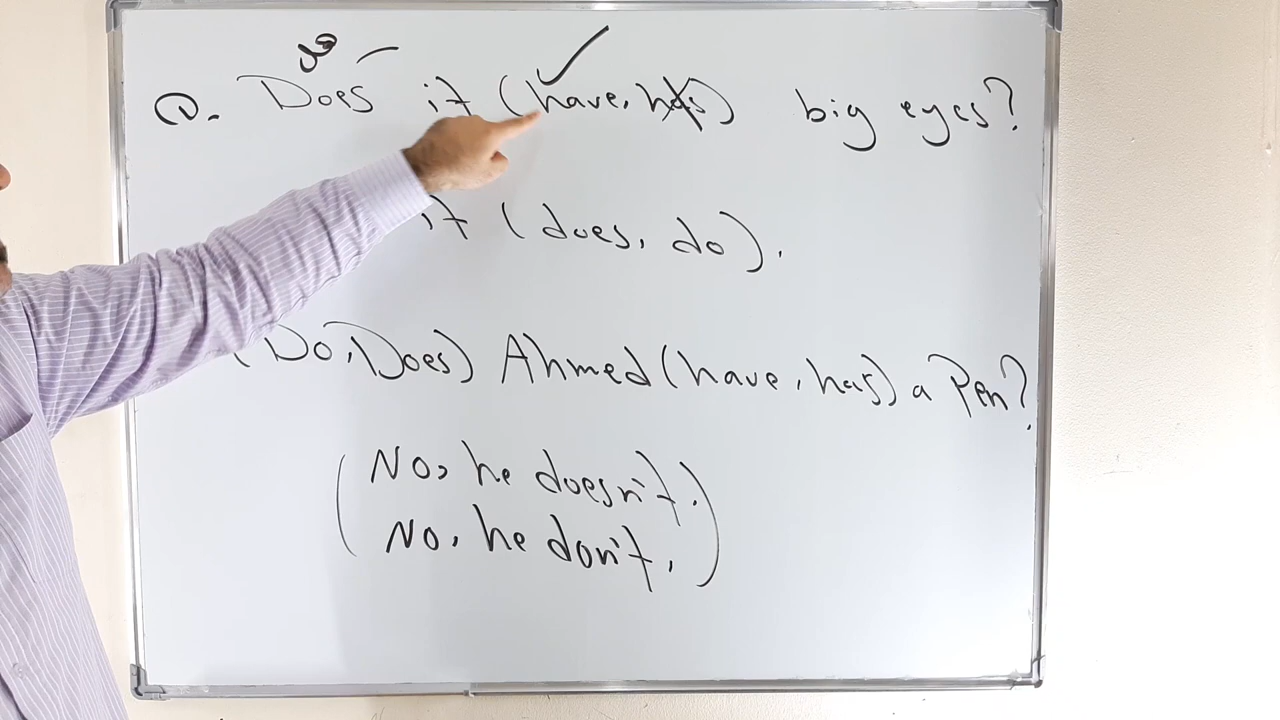 Q. Does it (have, has) big eyes?
it (does, do).
(Do, Does) Ahmed (have, has) a Pen?
(No, he doesn't.
No, he don't.)